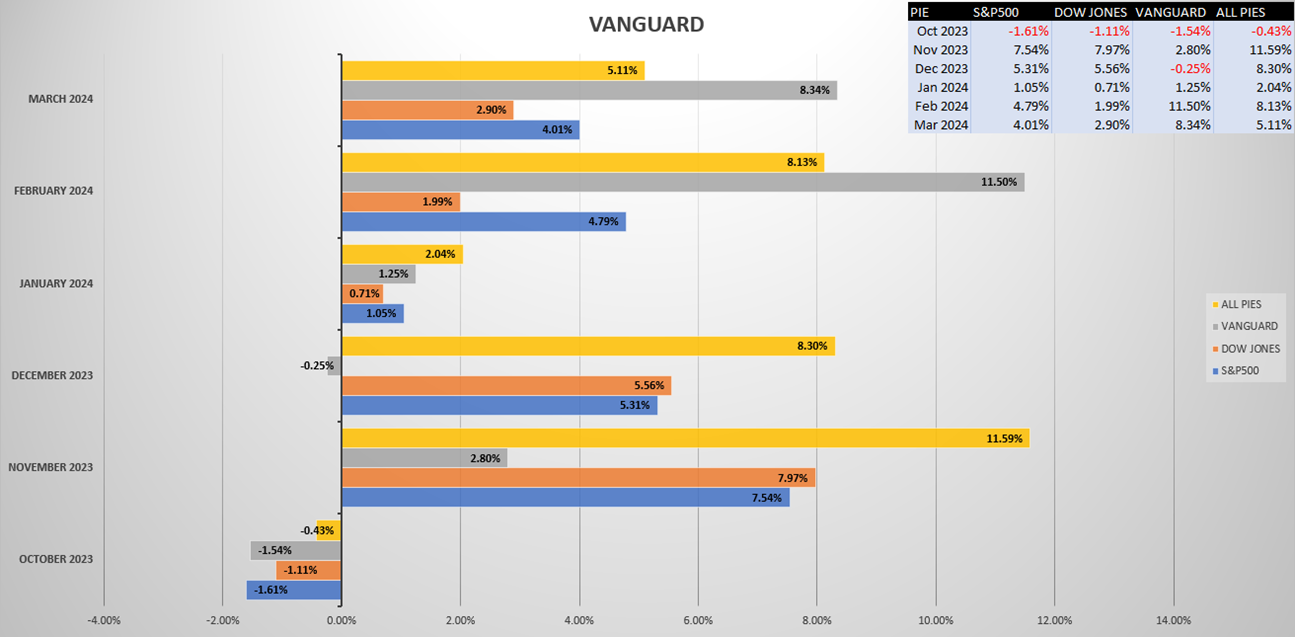 VANGUARD
PIE S&P500 DOW JONES VANGUARD ALL PIES
Oct 2023 -1.61% -1.11% -1.54% -0.43%
Nov 2023 7.54% 7.97% 2.80% 11.59%
Dec 2023 5.31% 5.56% -0.25% 8.30%
Jan 2024 1.05% 0.71% 1.25% 2.04%
Feb 2024 4.79% 1.99% 11.50% 8.13%
Mar 2024 4.01% 2.90% 8.34% 5.11%
5.11%
8.34%
MARCH 2024
2.90%
4.01%
8.13%
11.50%
FEBRUARY 2024
1.99%
4.79%
2.04%
1.25%
JANUARY 2024
0.71%
1.05%
8.30%
-0.25%
DECEMBER 2023
5.56%
5.31%
11.59%
2.80%
NOVEMBER 2023
7.97%
7.54%
-0.43%
-1.54%
OCTOBER 2023
-1.11%
-1.61%
ALL PIES
VANGUARD
DOW JONES
S&P500
-4.00% -2.00% 0.00% 2.00% 4.00% 6.00% 8.00% 10.00% 12.00% 14.00%